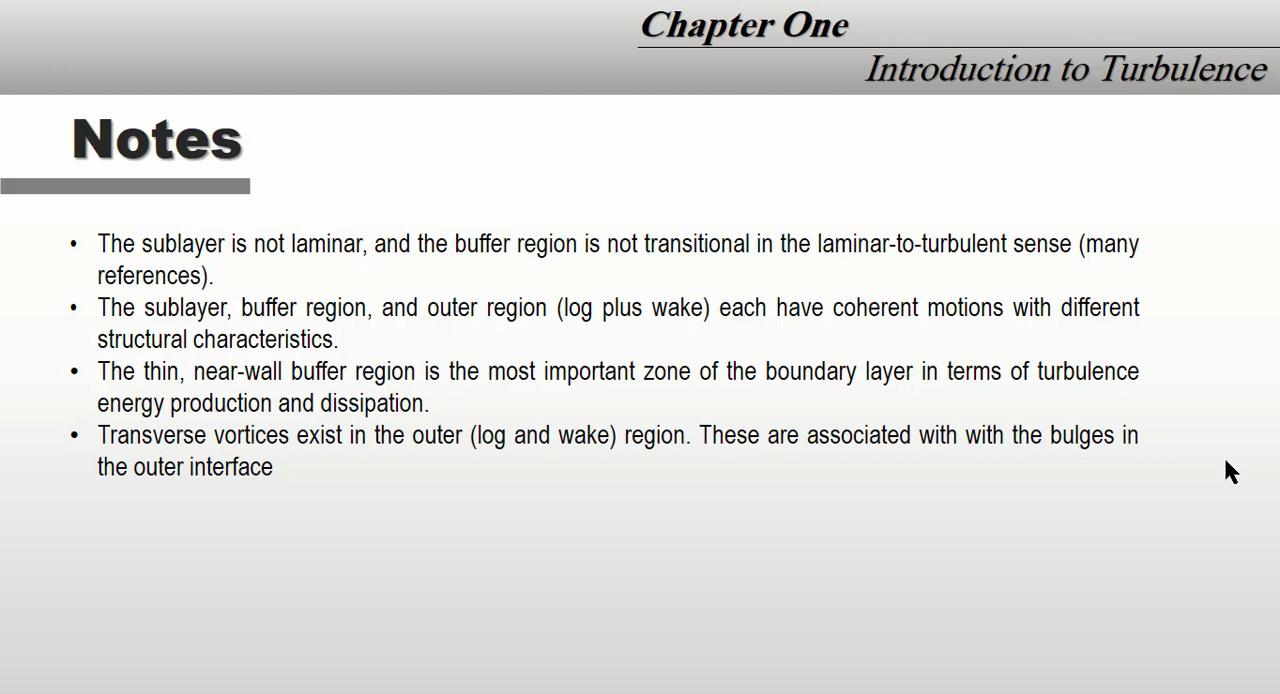 Chapter One
Introduction to Turbulence
Notes
• The sublayer is not laminar, and the buffer region is not transitional in the laminar-to-turbulent sense (many
references).
• The sublayer, buffer region, and outer region (log plus wake) each have coherent motions with different
structural characteristics.
• The thin, near-wall buffer region is the most important zone of the boundary layer in terms of turbulence
energy production and dissipation.
• Transverse vortices exist in the outer (log and wake) region. These are associated with with the bulges in
the outer interface